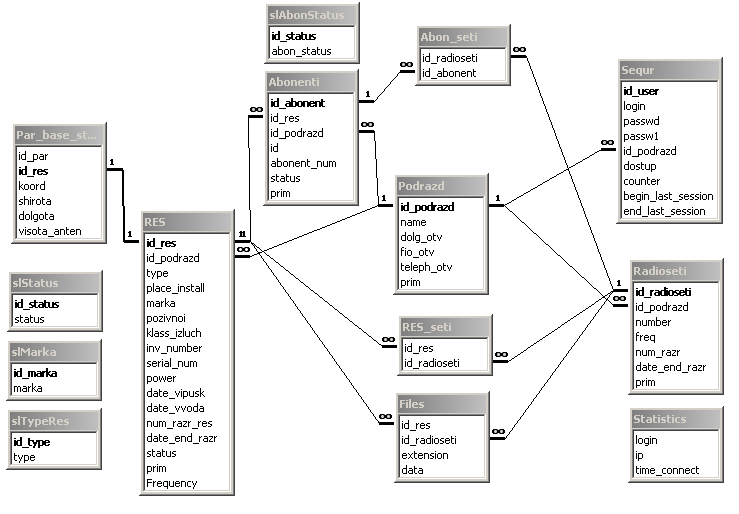 slAbonStatus
id_status
abon_status
Abon_seti
id_radioseti
id_abonent
Sequr
id_user
login
passwd
passw1
id_podrazd
dostup
counter
begin_last_session
end_last_session
Abonenti
id_abonent
id_res
id_podrazd
id
abonent_num
status
prim
Par_base_st...
id_par
id_res
koord
shirota
dolgota
visota_anten
Podrazd
id_podrazd
name
dolg_otv
fio_otv
teleph_otv
prim
RES
id_res
id_podrazd
type
place_install
marka
pozivnoi
klass_izluch
inv_number
serial_num
power
date_vipusk
date_vvoda
num_razr_res
date_end_razr
status
prim
Frequency
Radioseti
id_radioseti
id_podrazd
number
freq
num_razr
date_end_razr
prim
slStatus
id_status
status
RES_seti
id_res
id_radioseti
slMarka
id_marka
marka
Files
id_res
id_radioseti
extension
data
slTypeRes
id_type
type
Statistics
login
ip
time_connect
1
∞
∞
1
∞
∞
1
1
11
∞
∞
1
1
∞
1
∞
∞
∞
∞
∞